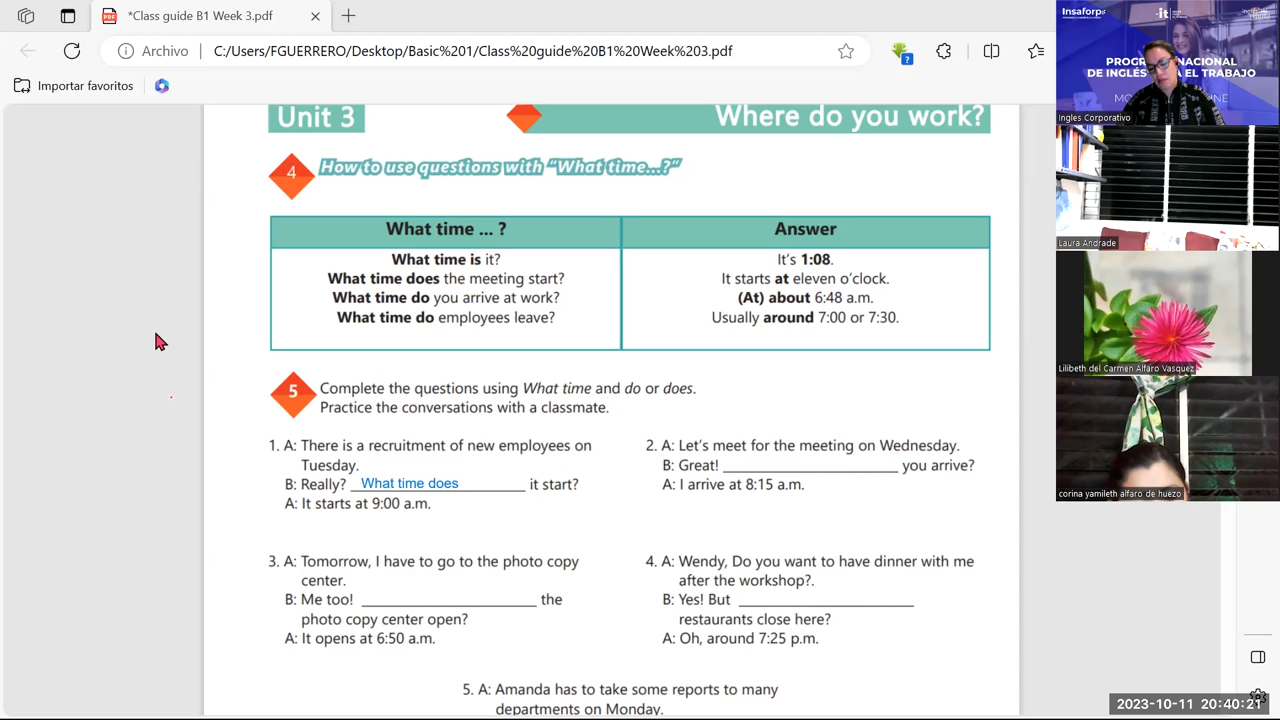 *Class guide B1 Week 3.pdf
Archivo
C:/Users/FGUERRERO/Desktop/Basic%201/Class%20guide%20B1%20Week%203.pdf
Importar favoritos
Unit 3
Where do you work?
4 How to use questions with "What time...?"
What time ... ?
Answer
What time is it?
It's 1:08.
What time does the meeting start?
It starts at eleven o'clock.
What time do you arrive at work?
(At) about 6:48 a.m.
What time do employees leave?
Usually around 7:00 or 7:30.
5 Complete the questions using What time and do or does.
Practice the conversations with a classmate.
1. A: There is a recruitment of new employees on
Tuesday.
B: Really? What time does it start?
A: It starts at 9:00 a.m.
2. A: Let's meet for the meeting on Wednesday.
B: Great! ______________________ you arrive?
A: I arrive at 8:15 a.m.
3. A: Tomorrow, I have to go to the photo copy
center.
B: Me too! ______________________ the
photo copy center open?
A: It opens at 6:50 a.m.
4. A: Wendy, Do you want to have dinner with me
after the workshop?.
B: Yes! But ______________________
restaurants close here?
A: Oh, around 7:25 p.m.
5. A: Amanda has to take some reports to many
departments on Monday.
Insaforp
Ingles Corporativo
Laura Andrade
Lilibeth del Carmen Alfaro Vasquez
corina yamileth alfaro de huezo
2023-10-11 20:40:21